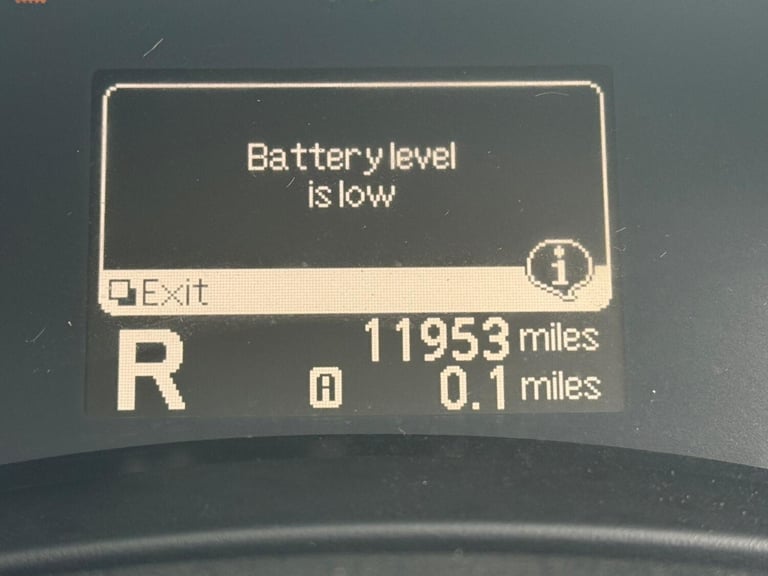 Battery level
is low
i
Exit
11953 miles
R A 0.1 miles